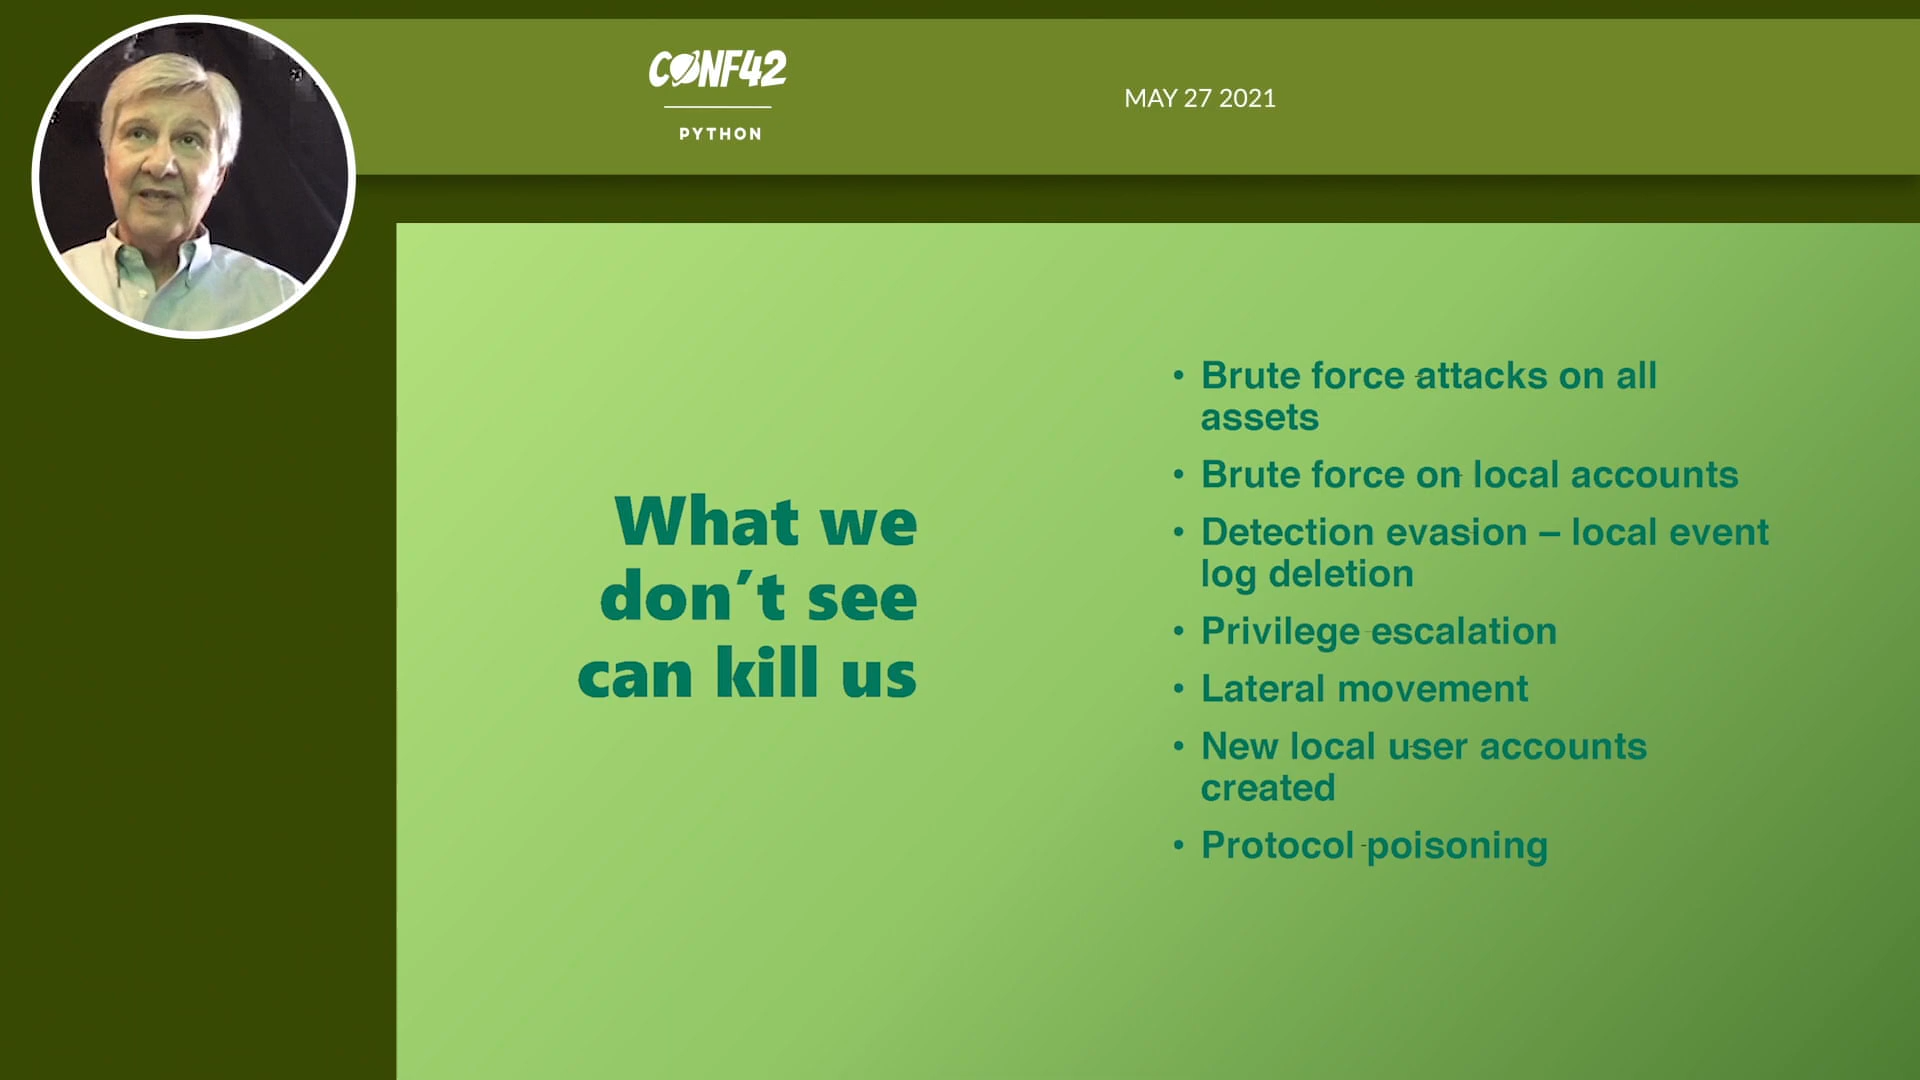 CONF42
PYTHON
MAY 27 2021
What we
don’t see
can kill us
• Brute force attacks on all
assets
• Brute force on local accounts
• Detection evasion – local event
log deletion
• Privilege escalation
• Lateral movement
• New local user accounts
created
• Protocol poisoning